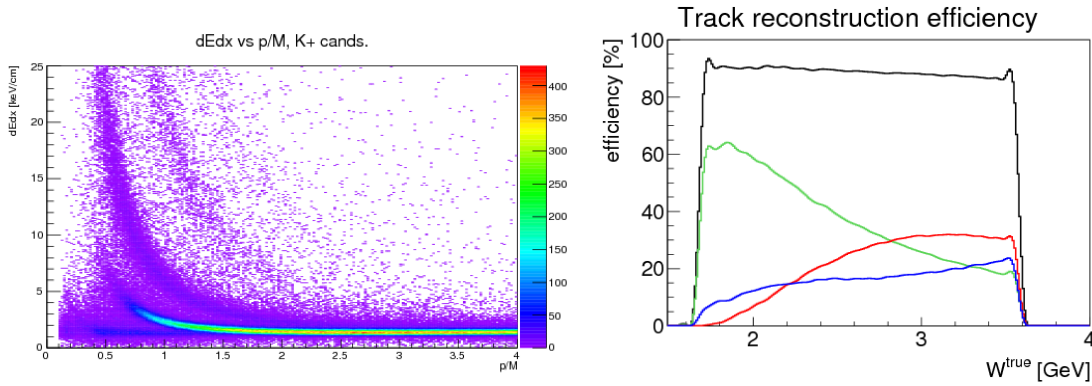 dEdx vs p/M, K+ cands.
dEdx [keV/cm]
25
20
15
10
5
0
0 0.5 1 1.5 2 2.5 3 3.5 4
p/M
400
350
300
250
200
150
100
50
0
Track reconstruction efficiency
efficiency [%]
100
80
60
40
20
0
2 3 4
W^true [GeV]